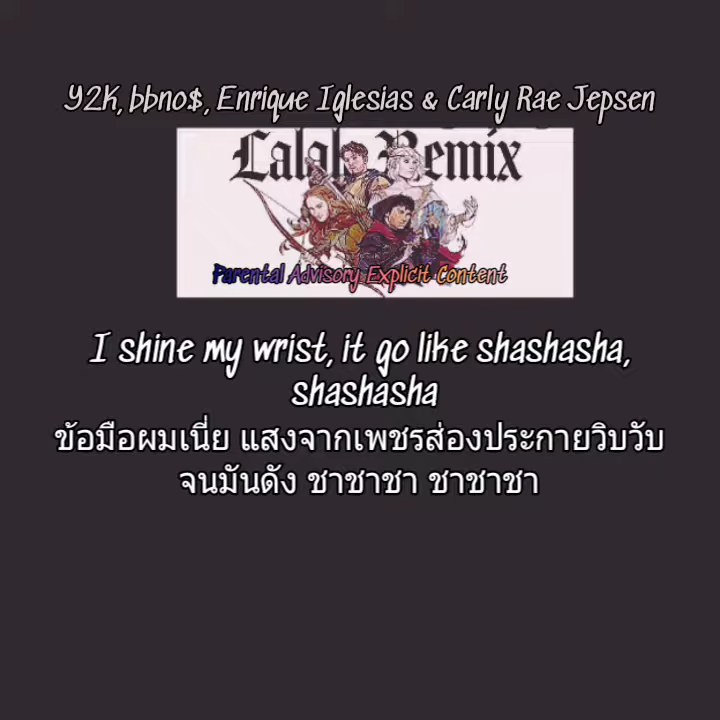 Y2K, bbno$, Enrique Iglesias & Carly Rae Jepsen
Lalala Remix
Parental Advisory Explicit Content
I shine my wrist, it go like shashasha,
shashasha
ข้อมือผมเนี่ย แสงจากเพชรส่องประกายวิบวับ
จนมันดัง ชาชาชา ชาชาชา